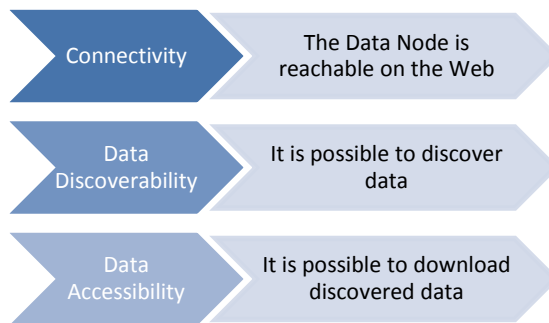 Connectivity
The Data Node is
reachable on the Web
Data
Discoverability
It is possible to discover
data
Data
Accessibility
It is possible to download
discovered data